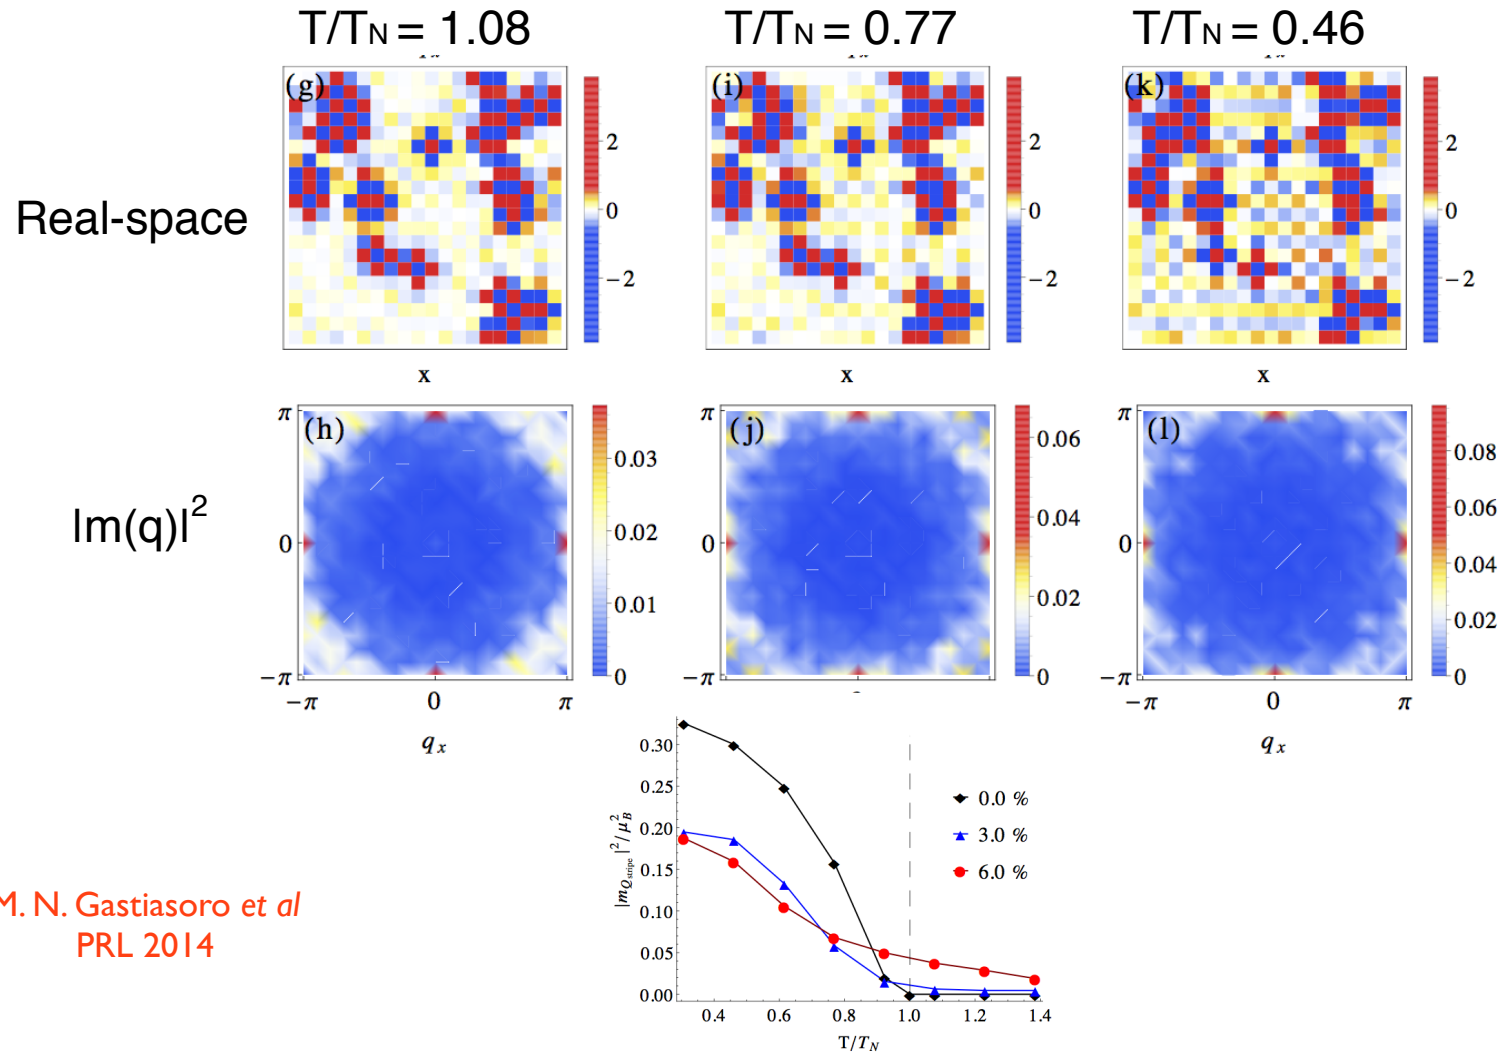 T/TN = 1.08
T/TN = 0.77
T/TN = 0.46
Real-space
(g)
2
0
−2
x
(i)
2
0
−2
x
(k)
2
0
−2
x
|m(q)|²
(h)
π
0
−π
−π 0 π
qx
0.03
0.02
0.01
0
(j)
0.06
0.04
0.02
0
(l)
π
0
−π
−π 0 π
qx
0.08
0.06
0.04
0.02
0
|mQstripe|²/μB²
0.30
0.25
0.20
0.15
0.10
0.05
0.00
0.0 %
3.0 %
6.0 %
0.4 0.6 0.8 1.0 1.2 1.4
T/TN
M. N. Gastiasoro et al
PRL 2014